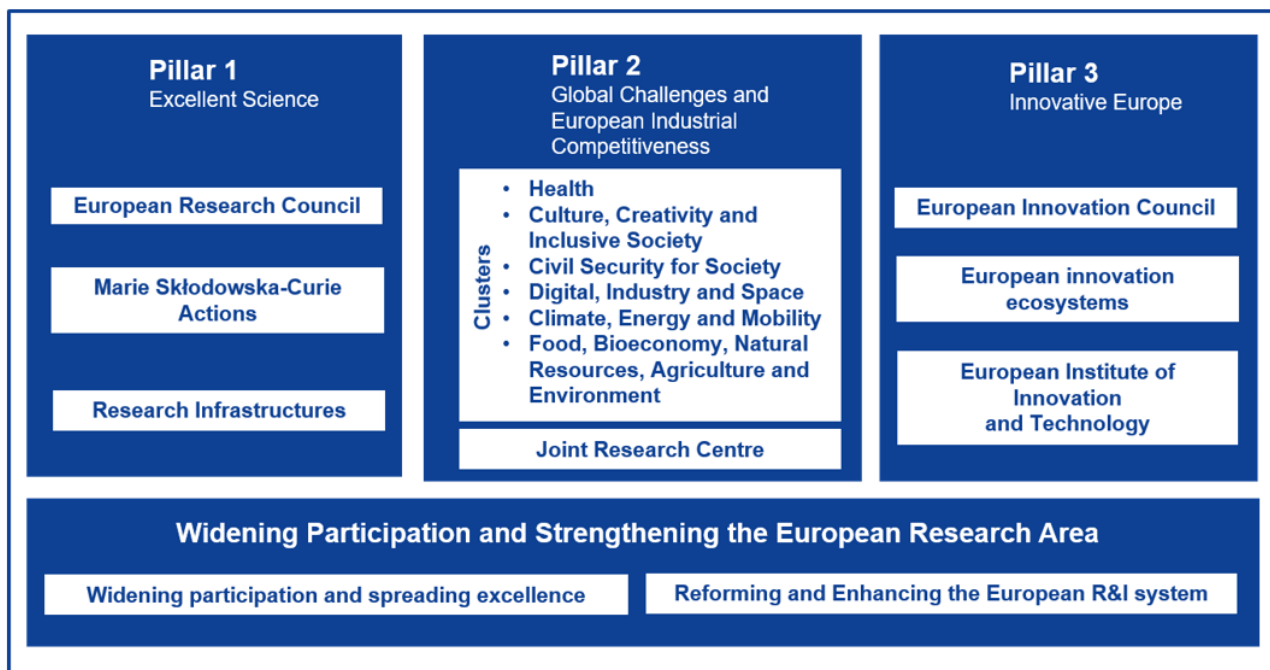 Pillar 1
Excellent Science
European Research Council
Marie Skłodowska-Curie
Actions
Research Infrastructures
Pillar 2
Global Challenges and
European Industrial
Competitiveness
Clusters
• Health
• Culture, Creativity and
Inclusive Society
• Civil Security for Society
• Digital, Industry and Space
• Climate, Energy and Mobility
• Food, Bioeconomy, Natural
Resources, Agriculture and
Environment
Joint Research Centre
Pillar 3
Innovative Europe
European Innovation Council
European innovation
ecosystems
European Institute of
Innovation
and Technology
Widening Participation and Strengthening the European Research Area
Widening participation and spreading excellence
Reforming and Enhancing the European R&I system